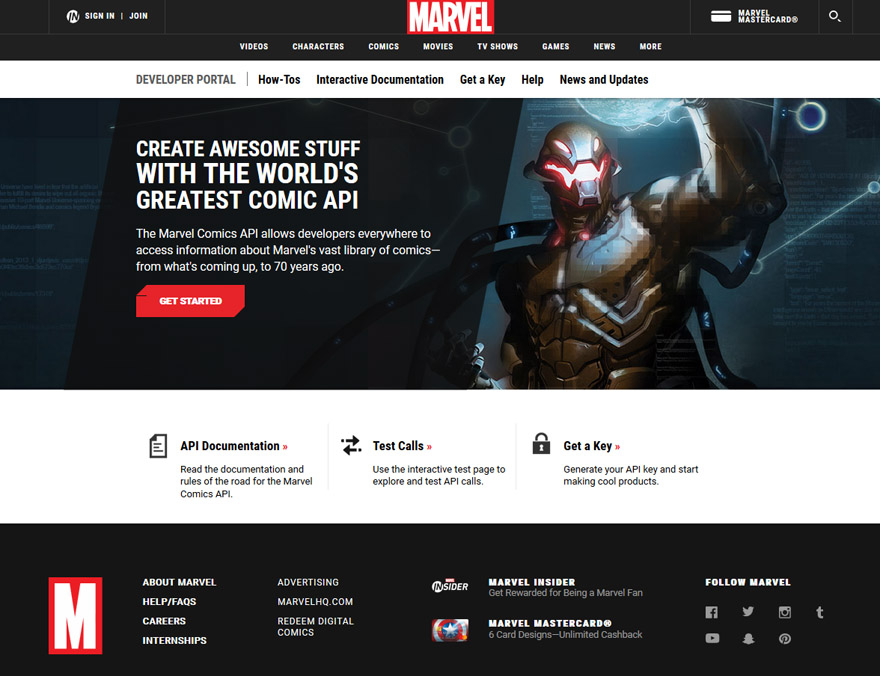 SIGN IN | JOIN
MARVEL
MARVEL
MASTERCARD®
VIDEOS CHARACTERS COMICS MOVIES TV SHOWS GAMES NEWS MORE
DEVELOPER PORTAL How-Tos Interactive Documentation Get a Key Help News and Updates
CREATE AWESOME STUFF
WITH THE WORLD'S
GREATEST COMIC API
The Marvel Comics API allows developers everywhere to
access information about Marvel's vast library of comics—
from what's coming up, to 70 years ago.
GET STARTED
API Documentation »
Read the documentation and
rules of the road for the Marvel
Comics API.
Test Calls »
Use the interactive test page to
explore and test API calls.
Get a Key »
Generate your API key and start
making cool products.
M
ABOUT MARVEL
HELP/FAQS
CAREERS
INTERNSHIPS
ADVERTISING
MARVELHQ.COM
REDEEM DIGITAL
COMICS
INSIDER
MARVEL INSIDER
Get Rewarded for Being a Marvel Fan
MARVEL MASTERCARD®
6 Card Designs—Unlimited Cashback
FOLLOW MARVEL